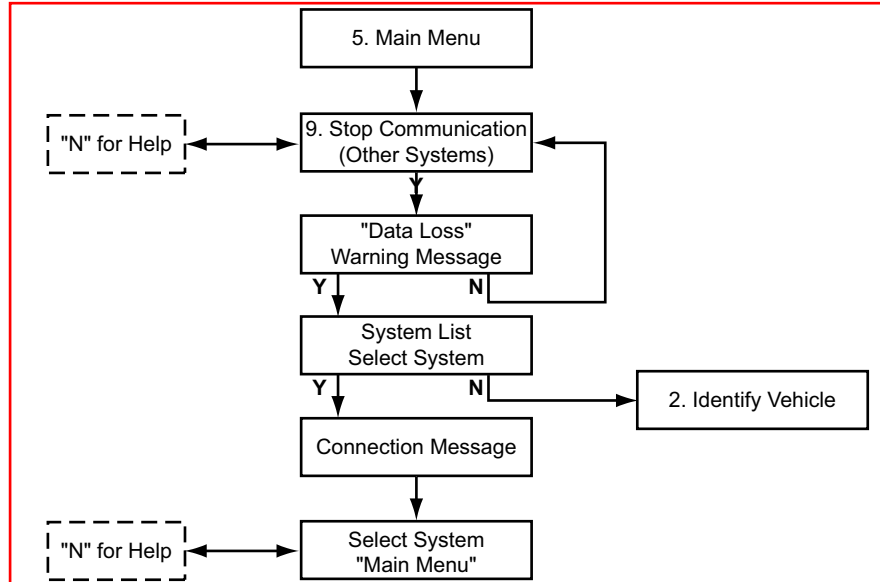 5. Main Menu
"N" for Help
9. Stop Communication
(Other Systems)
Y
"Data Loss"
Warning Message
Y
N
System List
Select System
Y
N
2. Identify Vehicle
Connection Message
"N" for Help
Select System
"Main Menu"